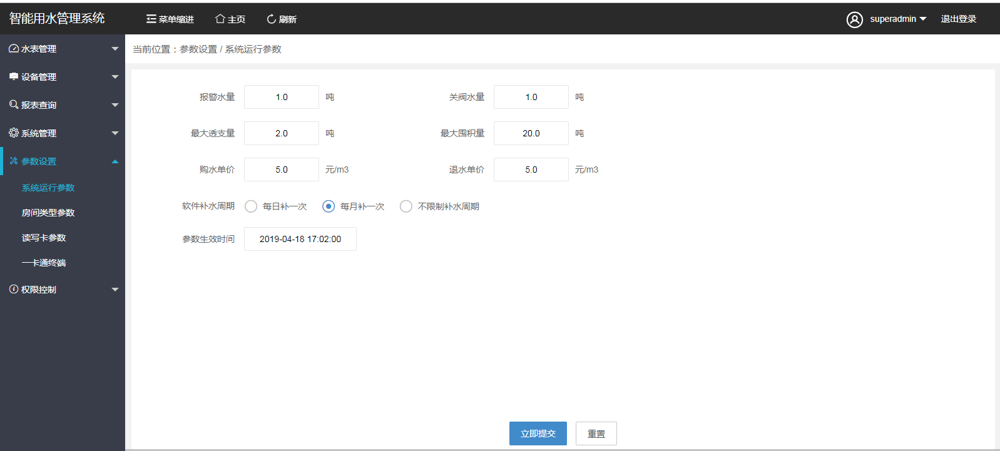 智能用水管理系统 菜单缩进 主页 刷新 superadmin 退出登录
水表管理
设备管理
报表查询
系统管理
参数设置
系统运行参数
房间类型参数
读写卡参数
一卡通终端
权限控制
当前位置：参数设置 / 系统运行参数
报警水量 1.0 吨 关阀水量 1.0 吨
最大透支量 2.0 吨 最大囤积量 20.0 吨
购水单价 5.0 元/m3 退水单价 5.0 元/m3
软件补水周期 每日补一次 每月补一次 不限制补水周期
参数生效时间 2019-04-18 17:02:00
立即提交 重置